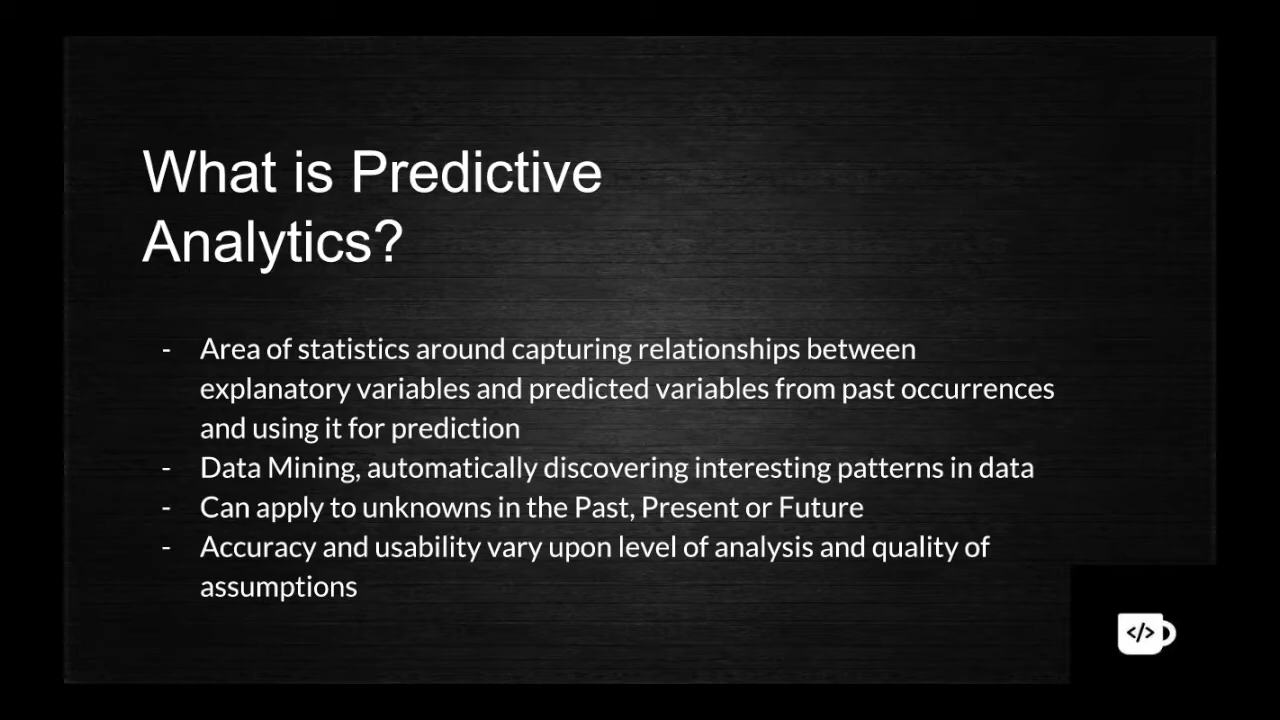 What is Predictive
Analytics?
- Area of statistics around capturing relationships between
explanatory variables and predicted variables from past occurrences
and using it for prediction
- Data Mining, automatically discovering interesting patterns in data
- Can apply to unknowns in the Past, Present or Future
- Accuracy and usability vary upon level of analysis and quality of
assumptions
</>